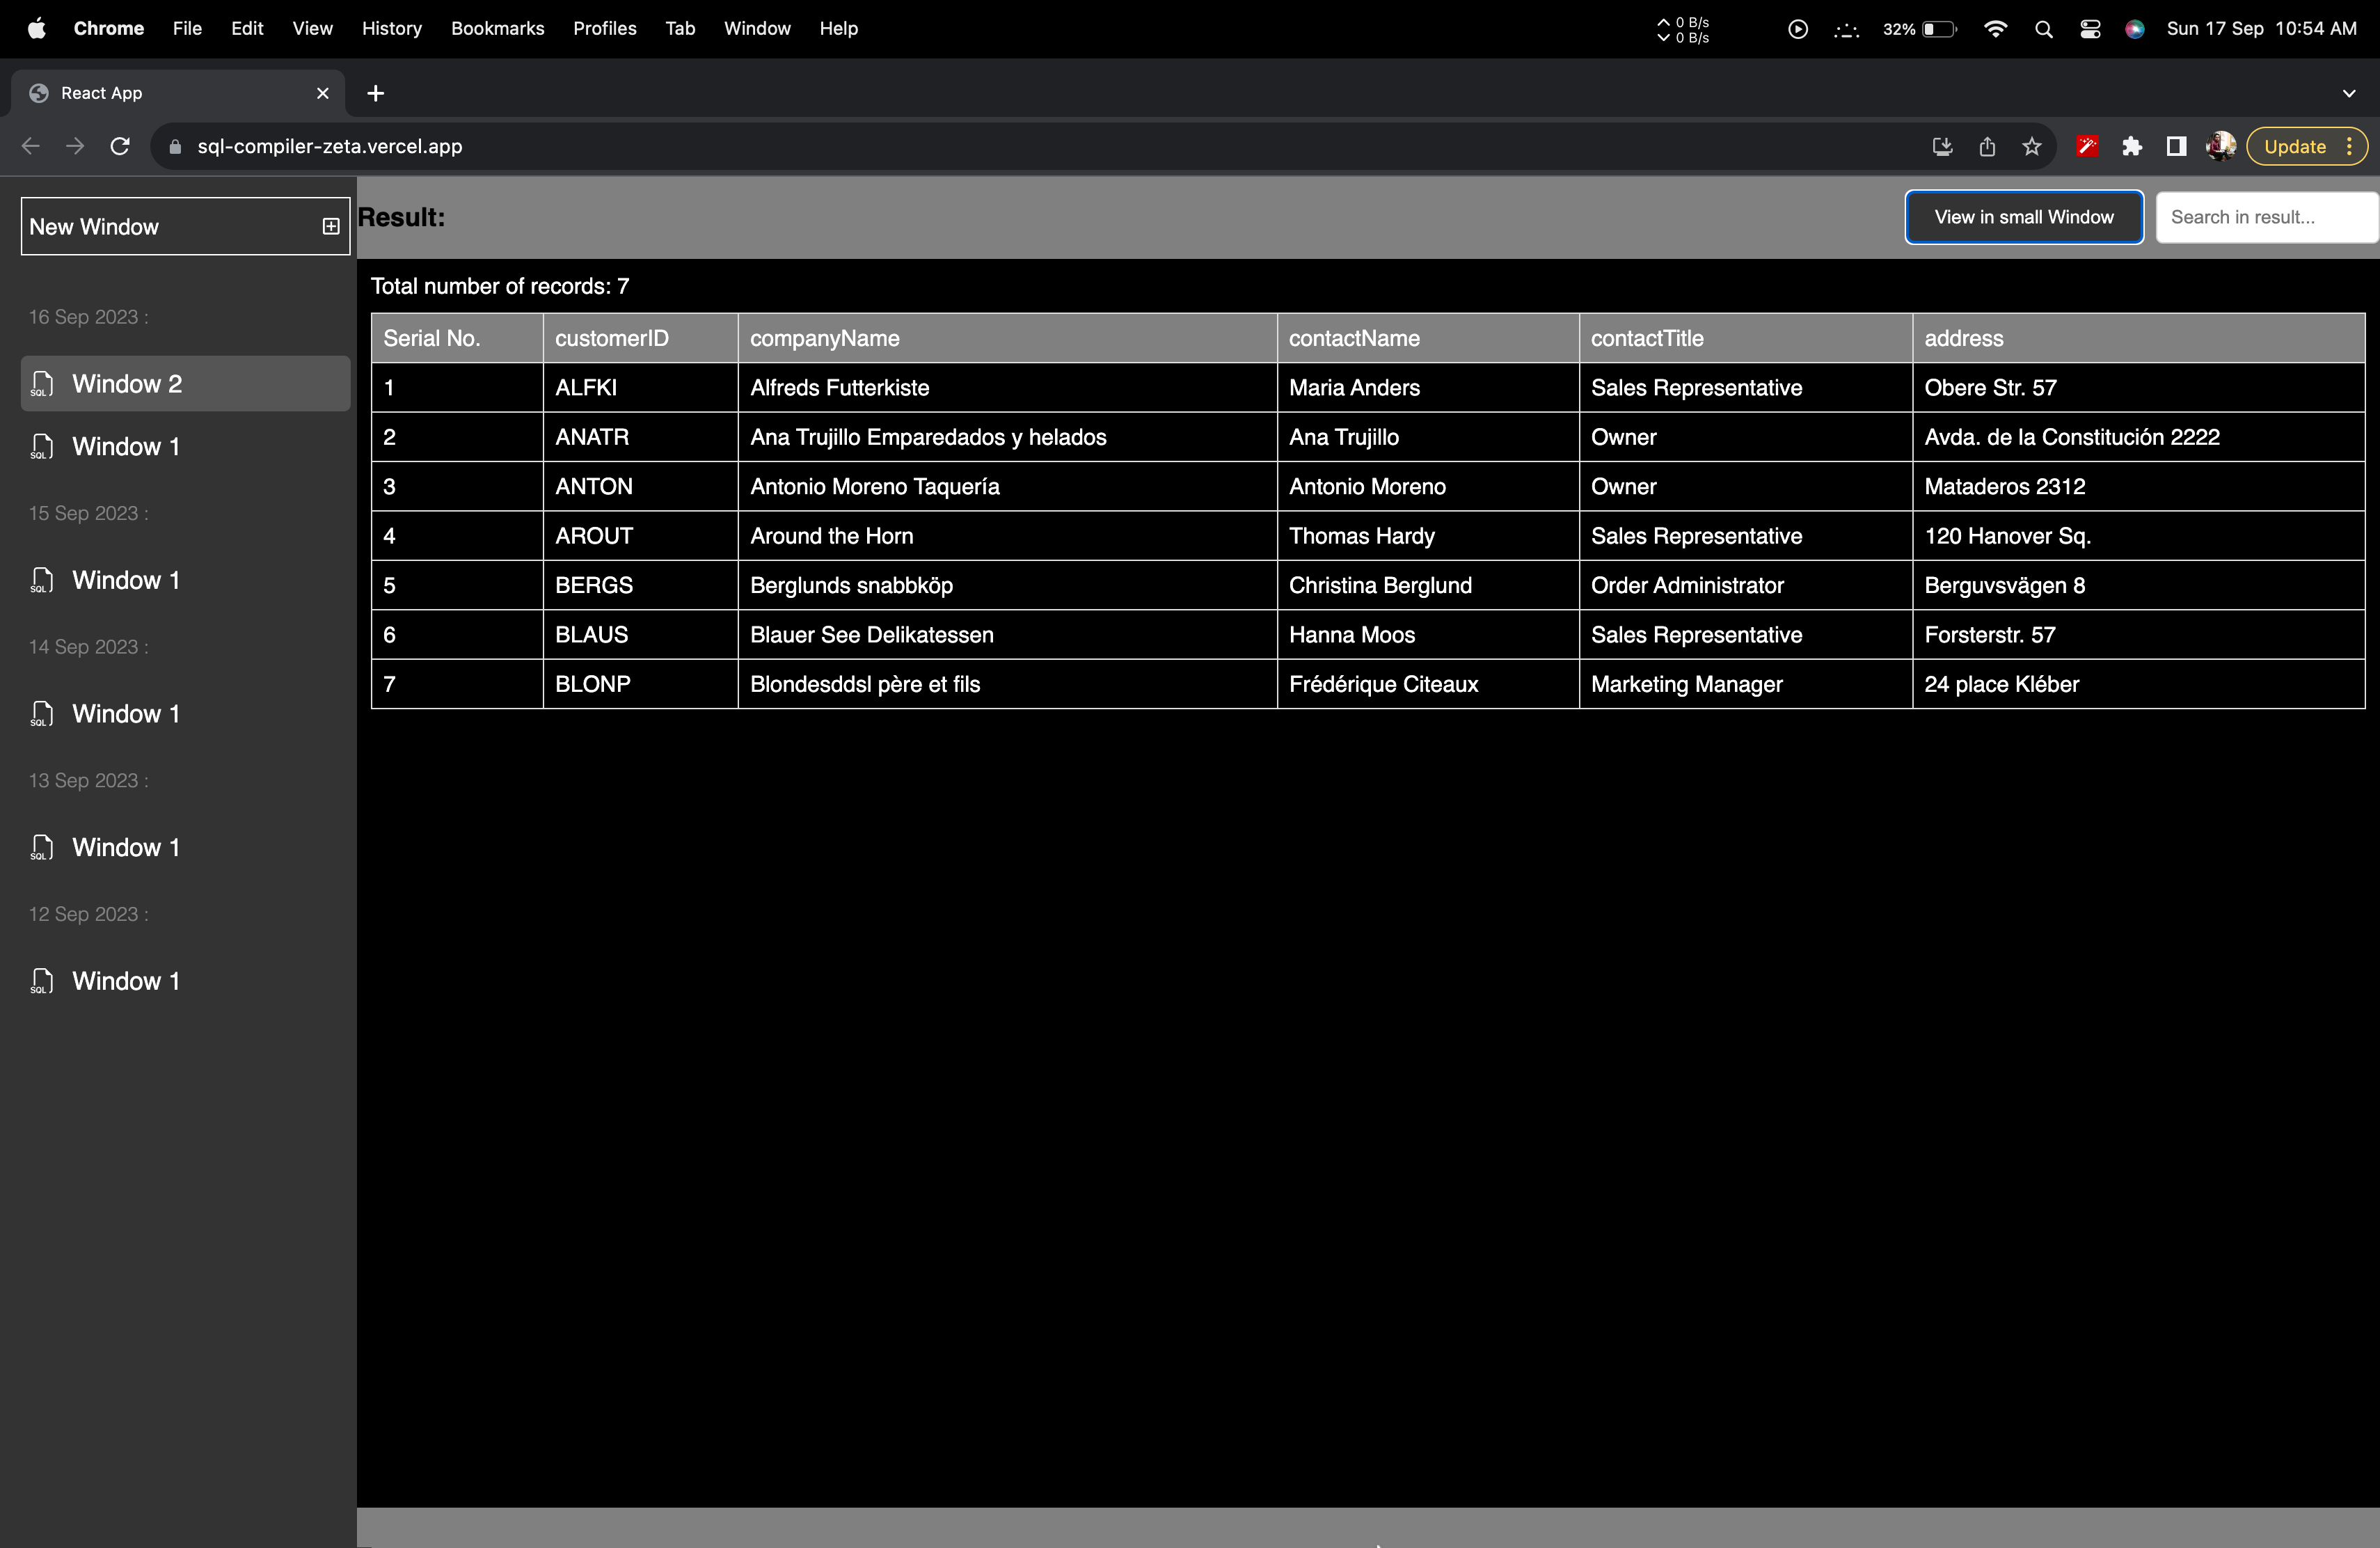 Chrome File Edit View History Bookmarks Profiles Tab Window Help 0 B/s 0 B/s 32% Sun 17 Sep 10:54 AM
React App
sql-compiler-zeta.vercel.app Update
New Window
16 Sep 2023 :
SQL Window 2
SQL Window 1
15 Sep 2023 :
SQL Window 1
14 Sep 2023 :
SQL Window 1
13 Sep 2023 :
SQL Window 1
12 Sep 2023 :
SQL Window 1
Result: View in small Window Search in result...
Total number of records: 7
Serial No. customerID companyName contactName contactTitle address
1 ALFKI Alfreds Futterkiste Maria Anders Sales Representative Obere Str. 57
2 ANATR Ana Trujillo Emparedados y helados Ana Trujillo Owner Avda. de la Constitución 2222
3 ANTON Antonio Moreno Taquería Antonio Moreno Owner Mataderos 2312
4 AROUT Around the Horn Thomas Hardy Sales Representative 120 Hanover Sq.
5 BERGS Berglunds snabbköp Christina Berglund Order Administrator Berguvsvägen 8
6 BLAUS Blauer See Delikatessen Hanna Moos Sales Representative Forsterstr. 57
7 BLONP Blondesddsl père et fils Frédérique Citeaux Marketing Manager 24 place Kléber